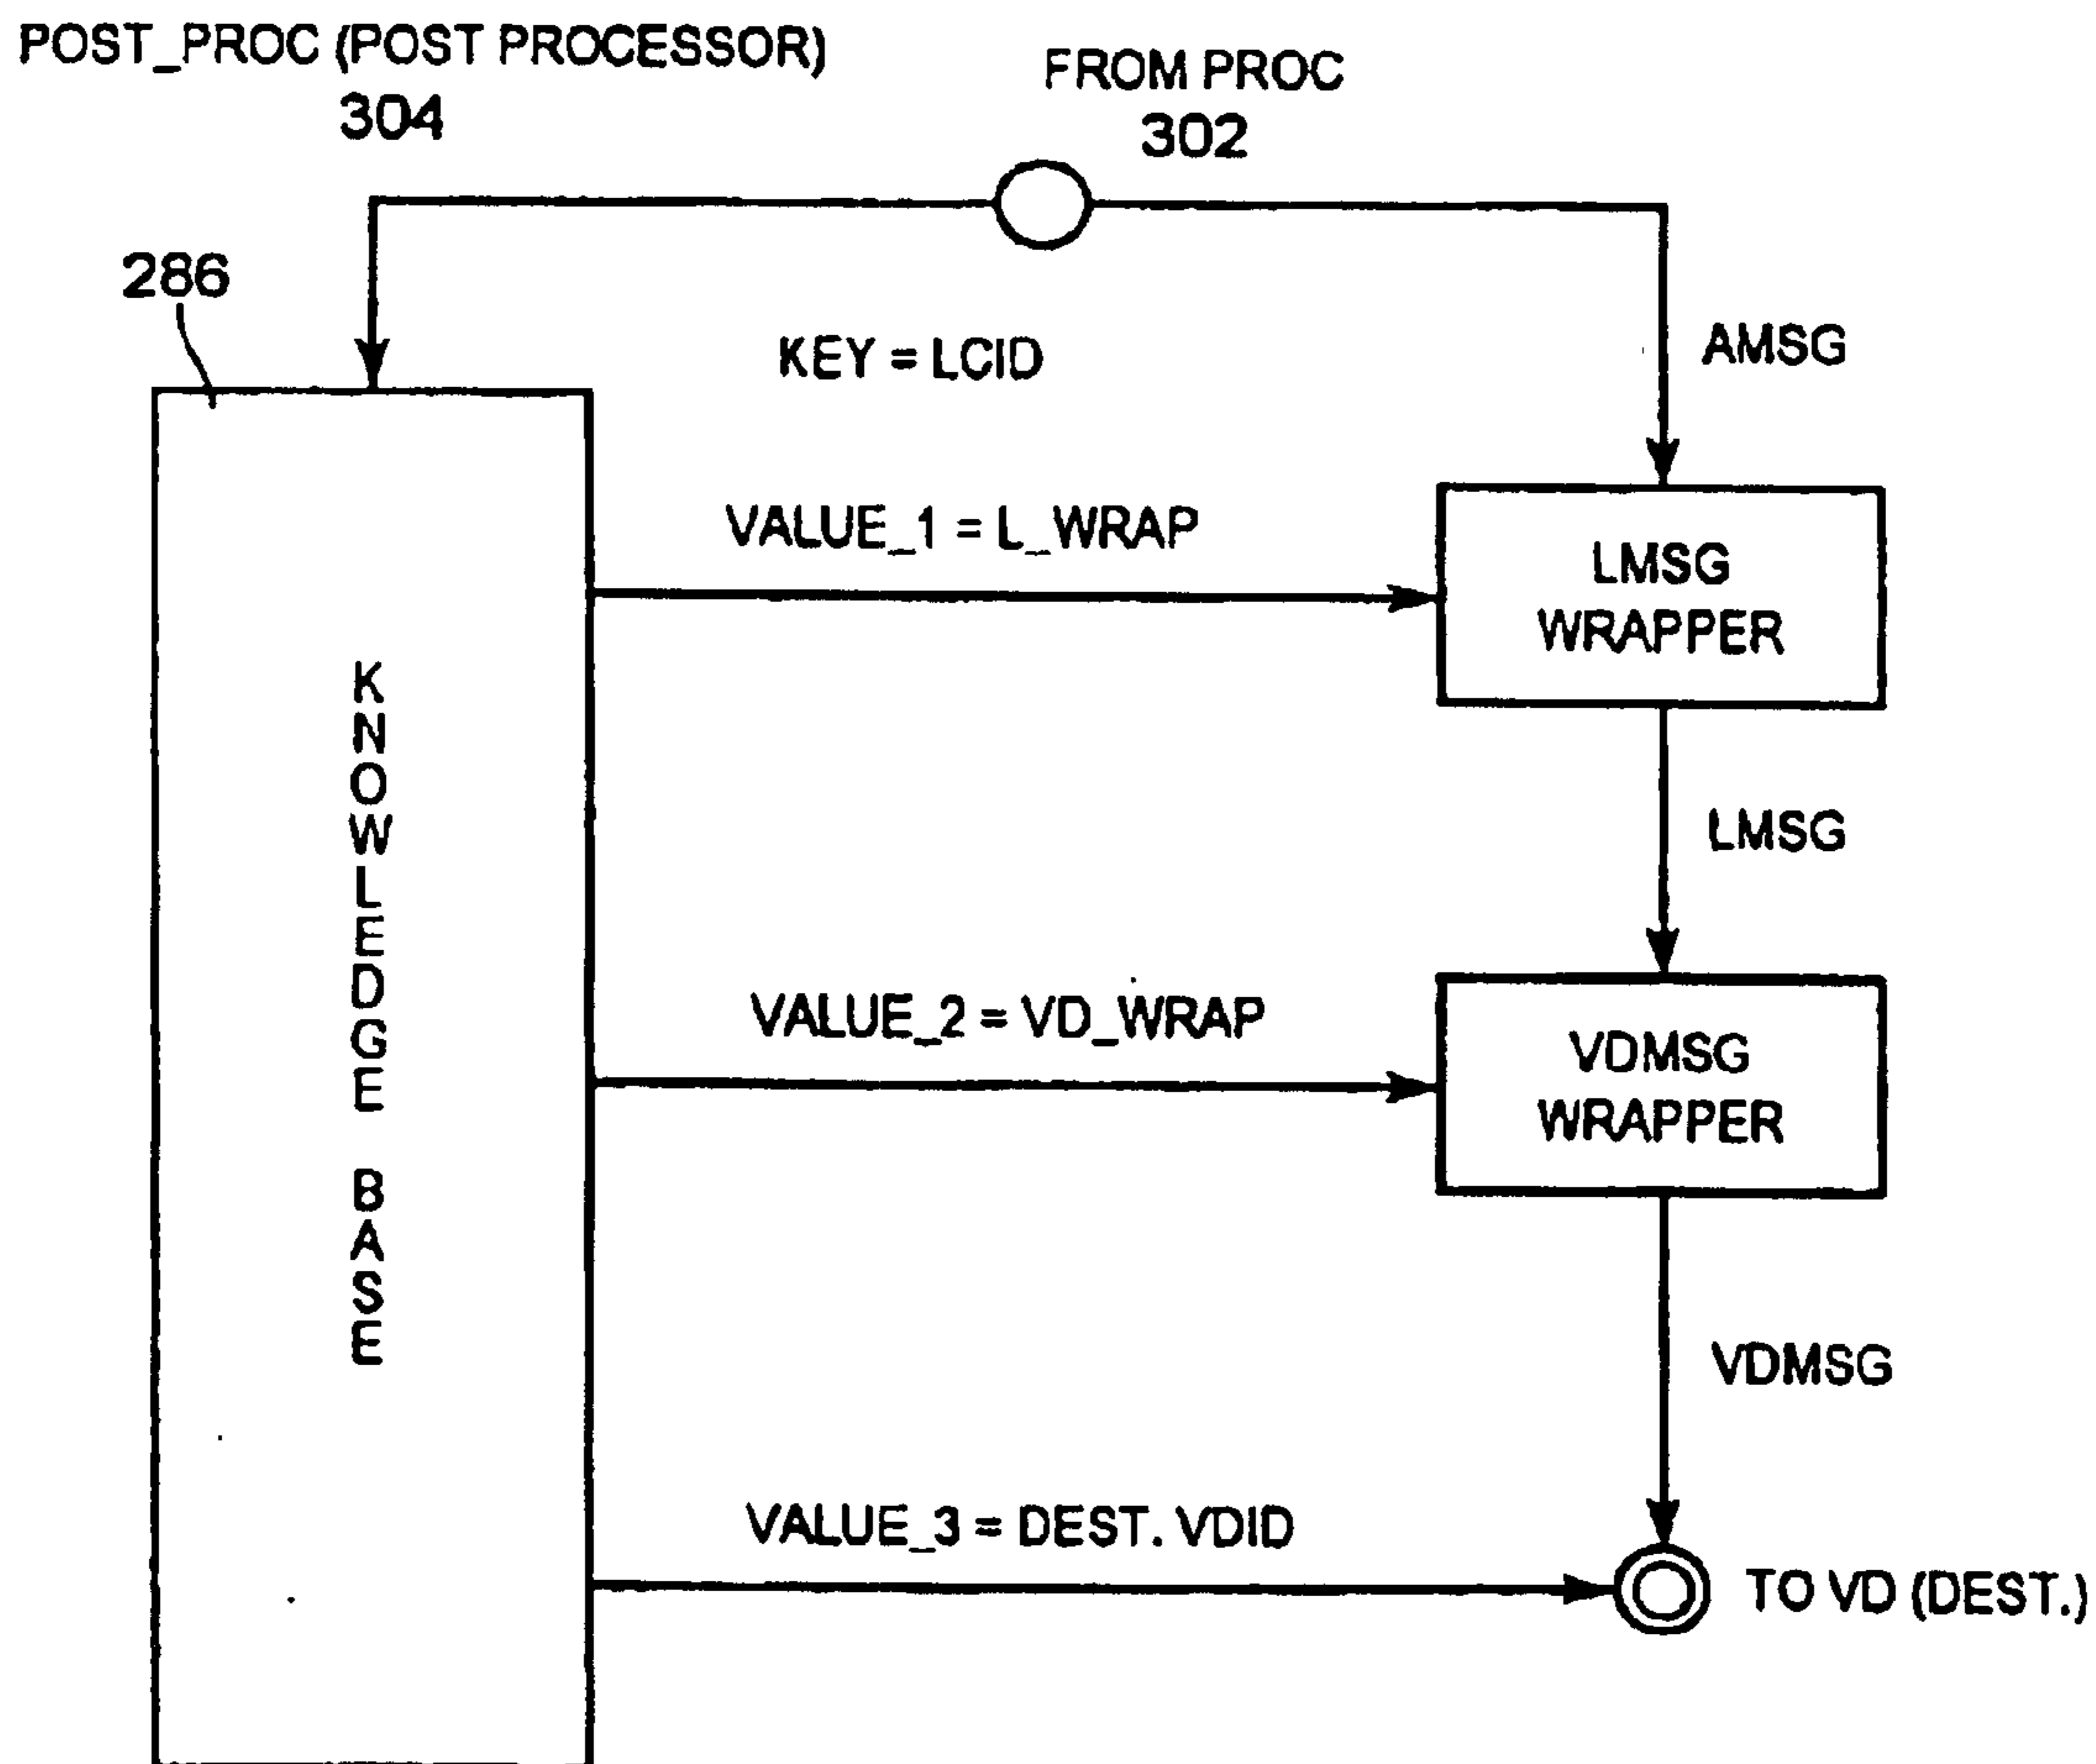 POST_PROC (POST PROCESSOR)
304
FROM PROC
302
286
KEY = LCID
AMSG
VALUE_1 = L_WRAP
LMSG
WRAPPER
KNOWLEDGE BASE
LMSG
VALUE_2 = VD_WRAP
VDMSG
WRAPPER
VDMSG
VALUE_3 = DEST. VDID
TO VD (DEST.)